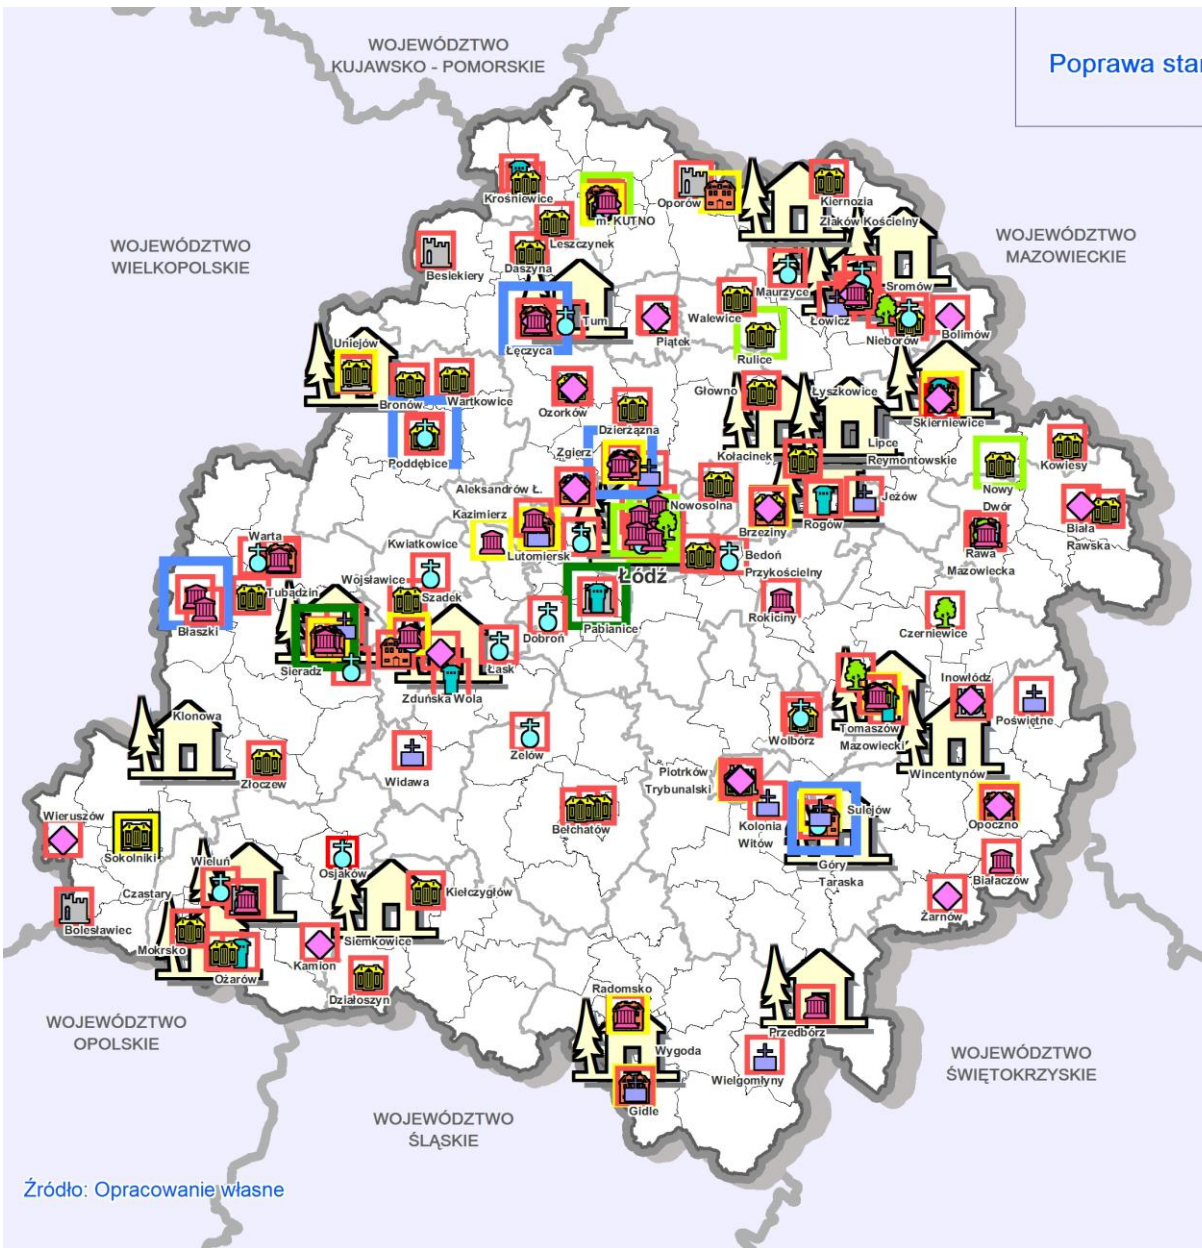 WOJEWÓDZTWO
KUJAWSKO - POMORSKIE
Poprawa star
WOJEWÓDZTWO
WIELKOPOLSKIE
WOJEWÓDZTWO
MAZOWIECKIE
Krośniewice
m. KUTNO
Oporów
Kiernozia
Złaków Kościelny
Leszczynek
Daszyna
Besiekiery
Maurzyce
Sromów
Walewice
Łowicz
Nieborów
Bolimów
Tum
Łęczyca
Piątek
Rulice
Uniejów
Bronów
Wartkowice
Ozorków
Głowno
Łyszkowice
Skierniewice
Dzierżązna
Kołacinek
Lipce
Reymontowskie
Poddębice
Zgierz
Kowiesy
Nowy
Dwór
Aleksandrów Ł.
Nowosolna
Brzeziny
Rogów
Jeżów
Biała
Rawska
Kazimierz
Lutomiersk
Rawa
Mazowiecka
Warta
Kwiatkowice
Łódź
Bedoń
Przykościelny
Wojsławice
Szadek
Tubądzin
Błaszki
Pabianice
Dobroń
Rokiciny
Czerniewice
Sieradz
Łask
Zduńska Wola
Inowłódz
Poświętne
Klonowa
Wolbórz
Tomaszów
Mazowiecki
Zelów
Widawa
Złoczew
Wincentynów
Piotrków
Trybunalski
Wieruszów
Sokolniki
Bełchatów
Kolonia
Witów
Sulejów
Opoczno
Góry
Taraska
Osjaków
Wieluń
Czastary
Kiełczygłów
Białaczów
Żarnów
Bolesławiec
Mokrsko
Siemkowice
Ożarów
Kamion
Działoszyn
Radomsko
Przedbórz
WOJEWÓDZTWO
OPOLSKIE
Wygoda
Wielgomłyny
WOJEWÓDZTWO
ŚWIĘTOKRZYSKIE
Gidle
WOJEWÓDZTWO
ŚLĄSKIE
Źródło: Opracowanie własne